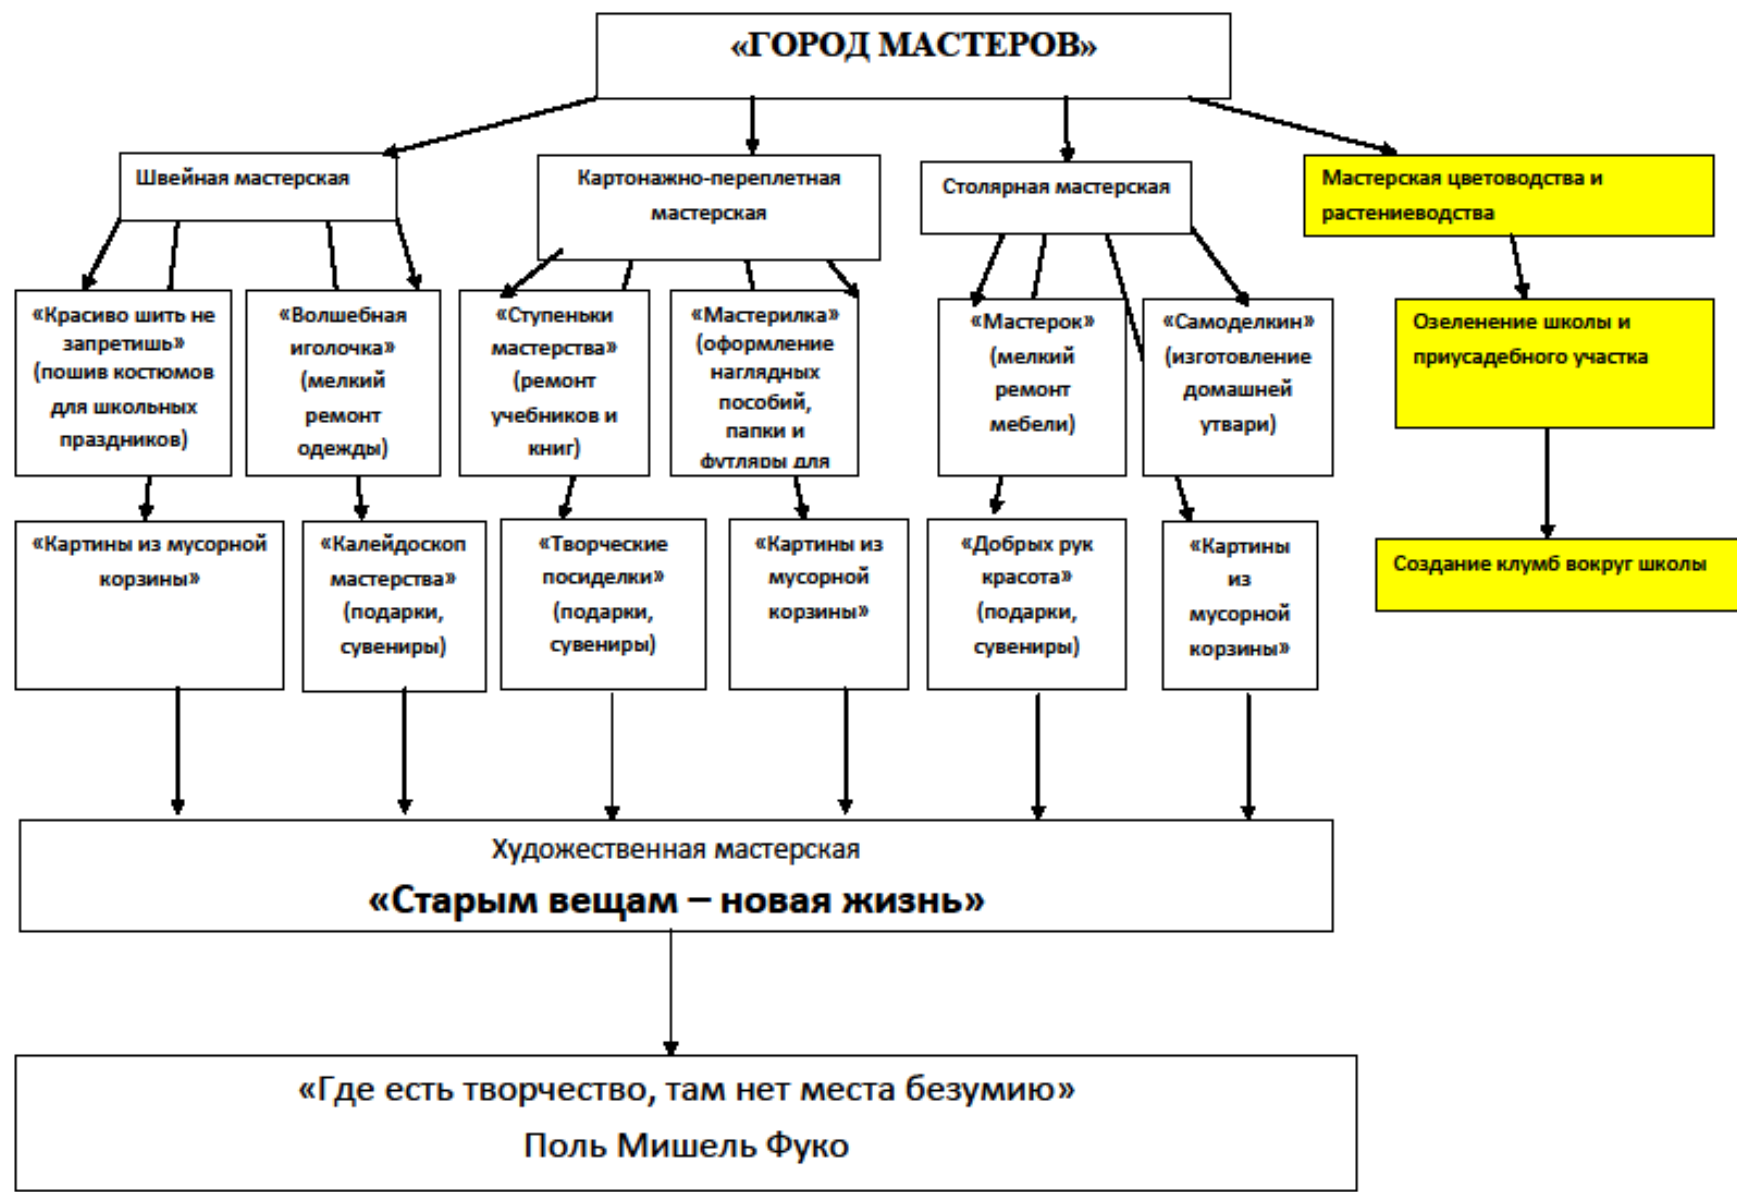 «ГОРОД МАСТЕРОВ»
Швейная мастерская
Картонажно-переплетная
мастерская
Столярная мастерская
Мастерская цветоводства и
растениеводства
«Красиво шить не
запретишь»
(пошив костюмов
для школьных
праздников)
«Волшебная
иголочка»
(мелкий
ремонт
одежды)
«Ступеньки
мастерства»
(ремонт
учебников и
книг)
«Мастерилка»
(оформление
наглядных
пособий,
папки и
футляры для
«Мастерок»
(мелкий
ремонт
мебели)
«Самоделкин»
(изготовление
домашней
утвари)
Озеленение школы и
приусадебного участка
«Картины из мусорной
корзины»
«Калейдоскоп
мастерства»
(подарки,
сувениры)
«Творческие
посиделки»
(подарки,
сувениры)
«Картины из
мусорной
корзины»
«Добрых рук
красота»
(подарки,
сувениры)
«Картины
из
мусорной
корзины»
Создание клумб вокруг школы
Художественная мастерская
«Старым вещам – новая жизнь»
«Где есть творчество, там нет места безумию»
Поль Мишель Фуко